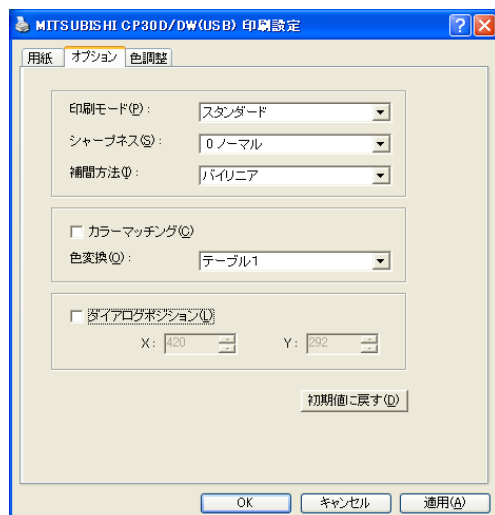 MITSUBISHI CP30D/DW(USB) 印刷設定
用紙 オプション 色調整
印刷モード(P): スタンダード
シャープネス(S): 0 ノーマル
補間方法(I): バイリニア
カラーマッチング(C)
色変換(O): テーブル1
ダイアログポジション(L)
X: 420 Y: 292
初期値に戻す(D)
OK キャンセル 適用(A)